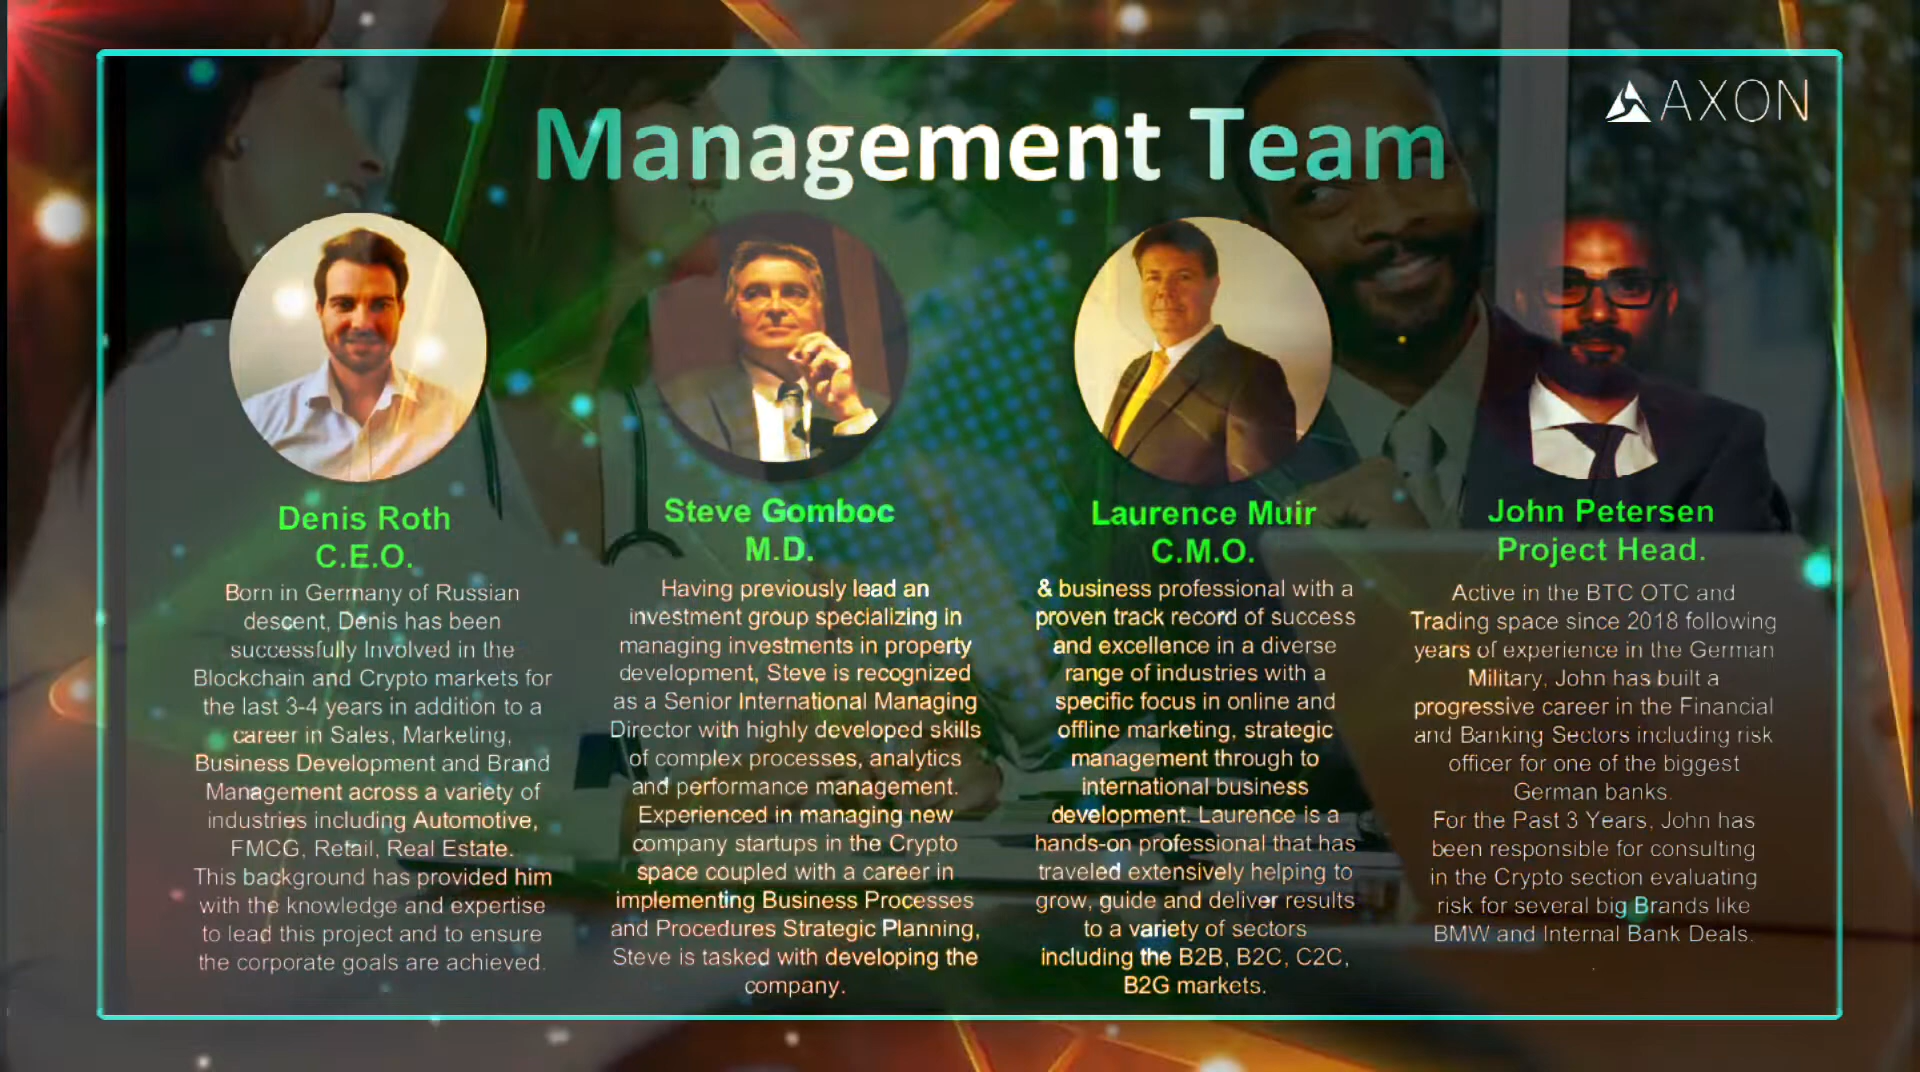 Management Team
AXON
Denis Roth
C.E.O.
Born in Germany of Russian
descent, Denis has been
successfully Involved in the
Blockchain and Crypto markets for
the last 3-4 years in addition to a
career in Sales, Marketing,
Business Development and Brand
Management across a variety of
industries including Automotive,
FMCG, Retail, Real Estate.
This background has provided him
with the knowledge and expertise
to lead this project and to ensure
the corporate goals are achieved.
Steve Gomboc
M.D.
Having previously lead an
investment group specializing in
managing investments in property
development, Steve is recognized
as a Senior International Managing
Director with highly developed skills
of complex processes, analytics
and performance management.
Experienced in managing new
company startups in the Crypto
space coupled with a career in
implementing Business Processes
and Procedures Strategic Planning,
Steve is tasked with developing the
company.
Laurence Muir
C.M.O.
& business professional with a
proven track record of success
and excellence in a diverse
range of industries with a
specific focus in online and
offline marketing, strategic
management through to
international business
development. Laurence is a
hands-on professional that has
traveled extensively helping to
grow, guide and deliver results
to a variety of sectors
including the B2B, B2C, C2C,
B2G markets.
John Petersen
Project Head.
Active in the BTC OTC and
Trading space since 2018 following
years of experience in the German
Military, John has built a
progressive career in the Financial
and Banking Sectors including risk
officer for one of the biggest
German banks.
For the Past 3 Years, John has
been responsible for consulting
in the Crypto section evaluating
risk for several big Brands like
BMW and Internal Bank Deals.
.